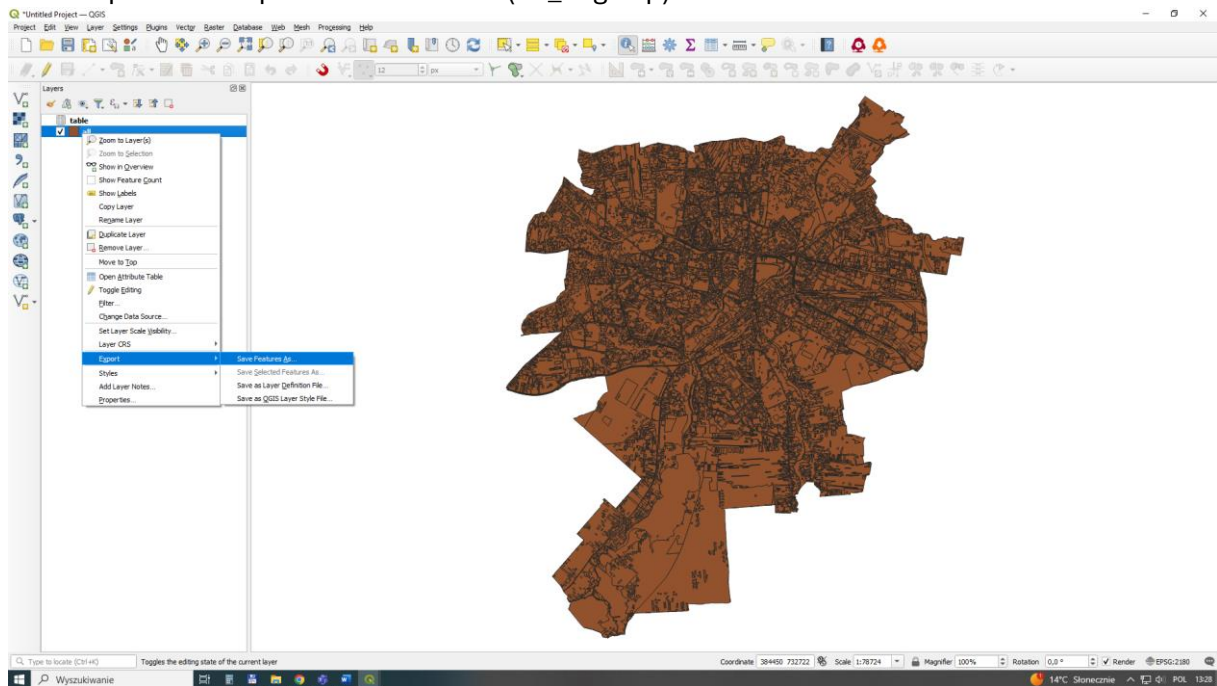 *Untitled Project — QGIS
Project Edit View Layer Settings Plugins Vector Raster Database Web Mesh Processing Help
12 px
Layers
table
all
Zoom to Layer(s)
Zoom to Selection
Show in Overview
Show Feature Count
Show Labels
Copy Layer
Rename Layer
Duplicate Layer
Remove Layer...
Move to Top
Open Attribute Table
Toggle Editing
Filter...
Change Data Source...
Set Layer Scale Visibility...
Layer CRS
Export
Styles
Add Layer Notes...
Properties...
Save Features As...
Save Selected Features As...
Save as Layer Definition File...
Save as QGIS Layer Style File...
Type to locate (Ctrl+K) Toggles the editing state of the current layer Coordinate 384450 732722 Scale 1:78724 Magnifier 100% Rotation 0,0 ° Render EPSG:2180
Wyszukiwanie 14°C Słonecznie POL 13:28